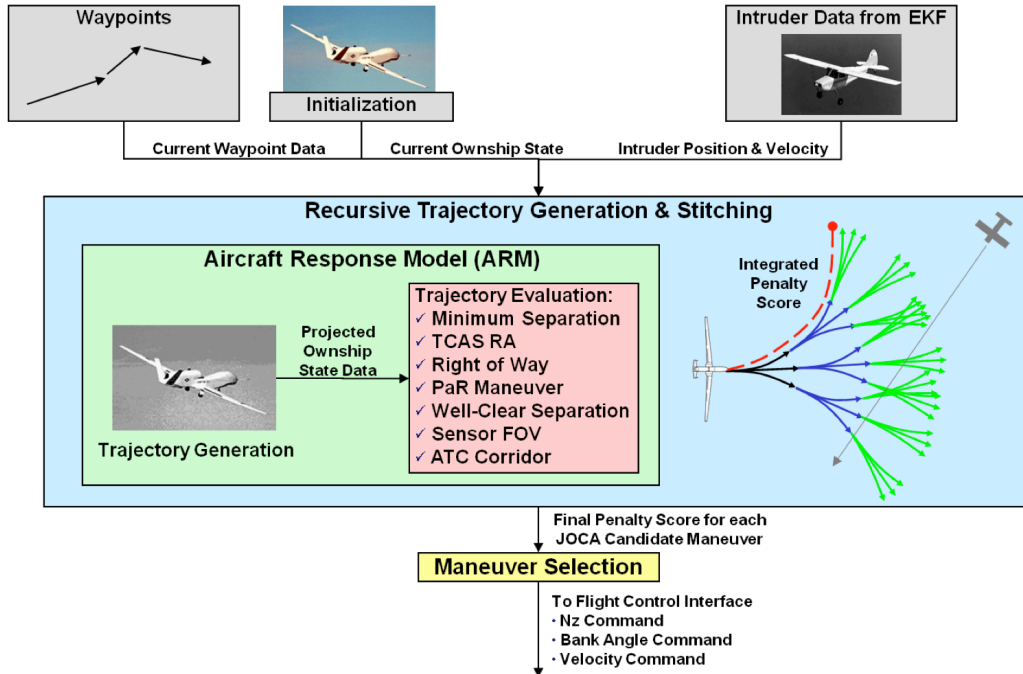 Waypoints
Initialization
Intruder Data from EKF
Current Waypoint Data
Current Ownship State
Intruder Position & Velocity
Recursive Trajectory Generation & Stitching
Aircraft Response Model (ARM)
Trajectory Generation
Projected
Ownship
State Data
Trajectory Evaluation:
✓ Minimum Separation
✓ TCAS RA
✓ Right of Way
✓ PaR Maneuver
✓ Well-Clear Separation
✓ Sensor FOV
✓ ATC Corridor
Integrated
Penalty
Score
Final Penalty Score for each
JOCA Candidate Maneuver
Maneuver Selection
To Flight Control Interface
· Nz Command
· Bank Angle Command
· Velocity Command